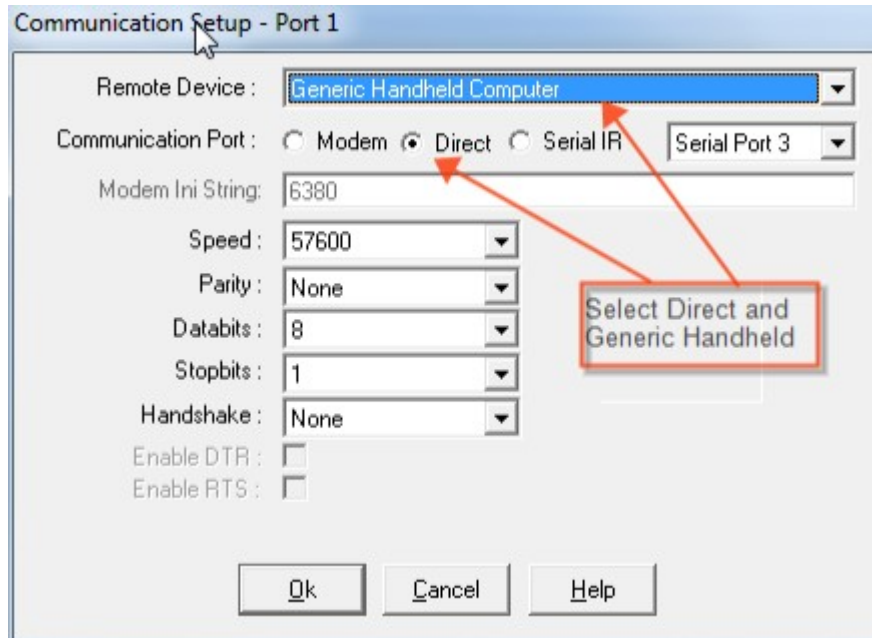 Communication Setup - Port 1
Remote Device : Generic Handheld Computer
Communication Port : Modem Direct Serial IR Serial Port 3
Modem Ini String: 6380
Speed : 57600
Parity : None
Databits : 8
Stopbits : 1
Handshake : None
Enable DTR :
Enable RTS :
Select Direct and
Generic Handheld
Ok Cancel Help